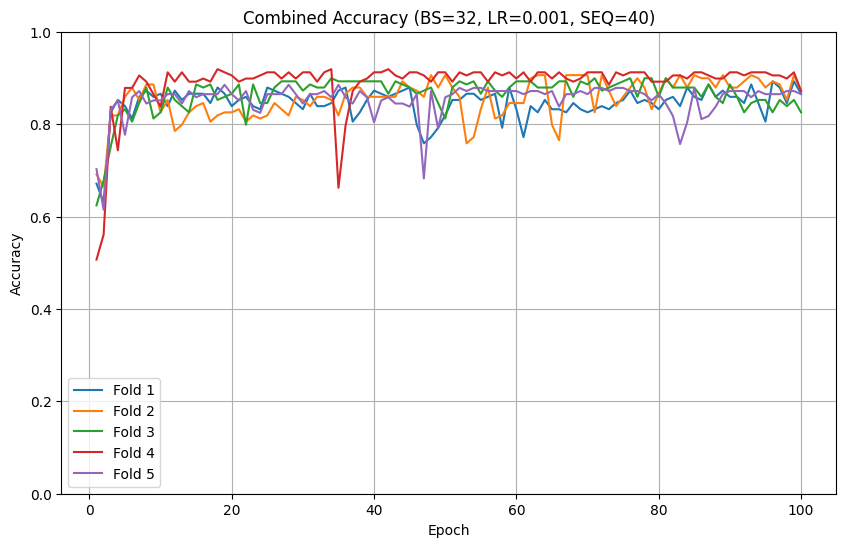 Combined Accuracy (BS=32, LR=0.001, SEQ=40)
1.0
0.8
0.6
0.4
0.2
0.0
Accuracy
Fold 1
Fold 2
Fold 3
Fold 4
Fold 5
0 20 40 60 80 100
Epoch